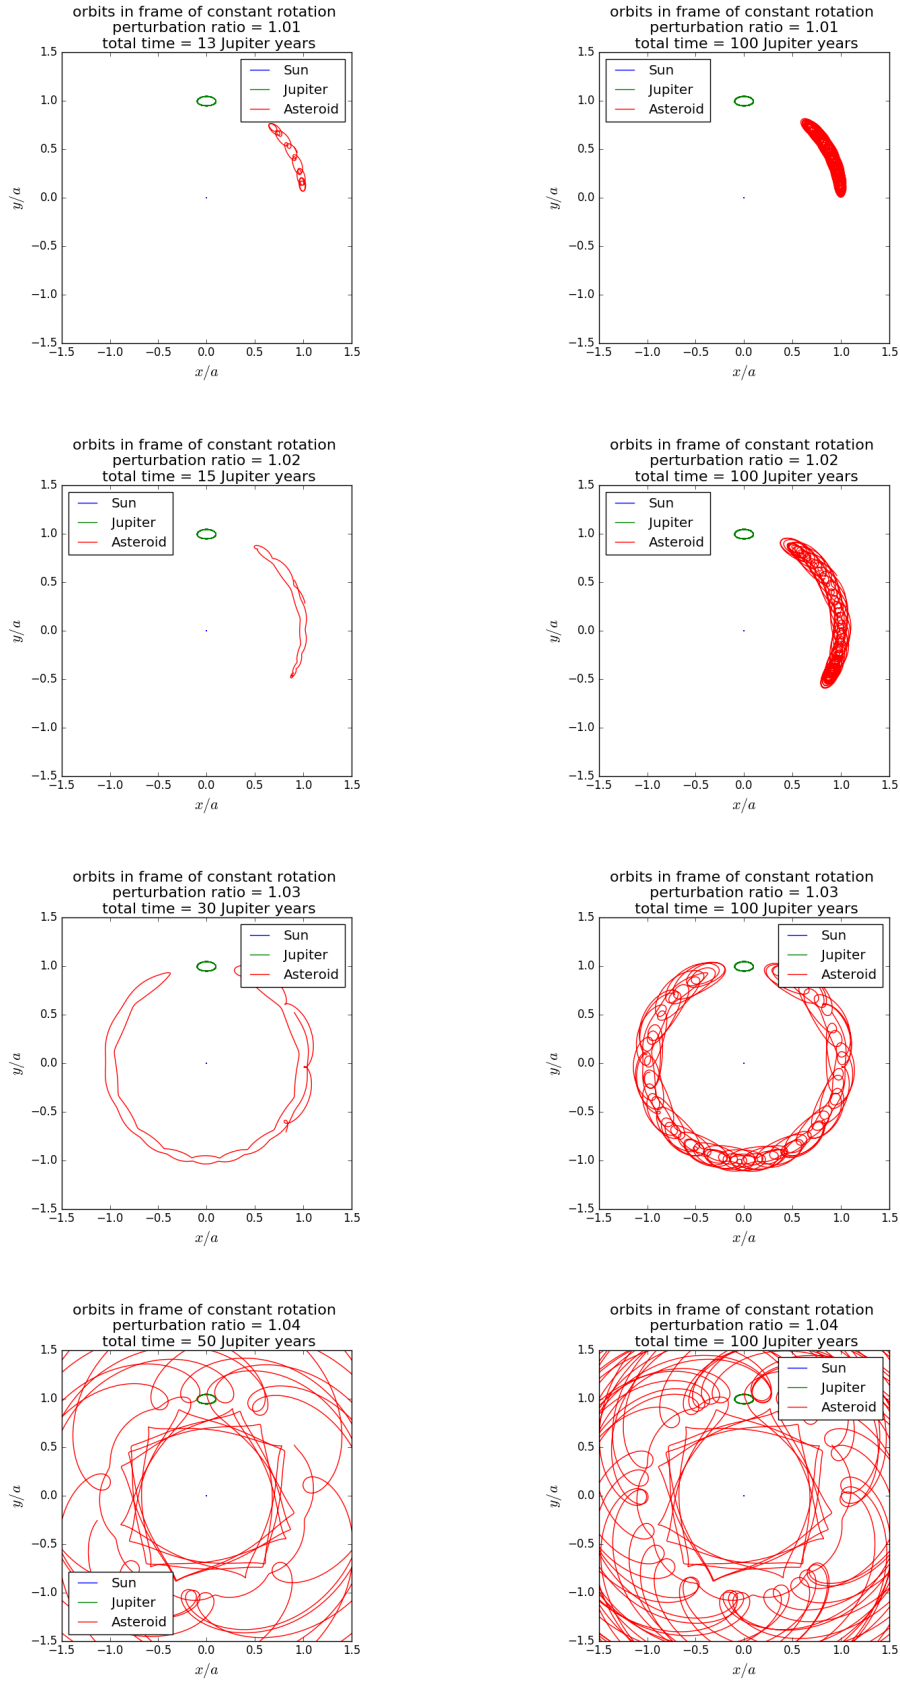 orbits in frame of constant rotation
perturbation ratio = 1.01
total time = 13 Jupiter years
1.5
1.0
0.5
0.0
−0.5
−1.0
−1.5
y/a
Sun
Jupiter
Asteroid
−1.5 −1.0 −0.5 0.0 0.5 1.0 1.5
x/a
orbits in frame of constant rotation
perturbation ratio = 1.01
total time = 100 Jupiter years
1.5
1.0
0.5
0.0
−0.5
−1.0
−1.5
y/a
Sun
Jupiter
Asteroid
−1.5 −1.0 −0.5 0.0 0.5 1.0 1.5
x/a
orbits in frame of constant rotation
perturbation ratio = 1.02
total time = 15 Jupiter years
1.5
1.0
0.5
0.0
−0.5
−1.0
−1.5
y/a
Sun
Jupiter
Asteroid
−1.5 −1.0 −0.5 0.0 0.5 1.0 1.5
x/a
orbits in frame of constant rotation
perturbation ratio = 1.02
total time = 100 Jupiter years
1.5
1.0
0.5
0.0
−0.5
−1.0
−1.5
y/a
Sun
Jupiter
Asteroid
−1.5 −1.0 −0.5 0.0 0.5 1.0 1.5
x/a
orbits in frame of constant rotation
perturbation ratio = 1.03
total time = 30 Jupiter years
1.5
1.0
0.5
0.0
−0.5
−1.0
−1.5
y/a
Sun
Jupiter
Asteroid
−1.5 −1.0 −0.5 0.0 0.5 1.0 1.5
x/a
orbits in frame of constant rotation
perturbation ratio = 1.03
total time = 100 Jupiter years
1.5
1.0
0.5
0.0
−0.5
−1.0
−1.5
y/a
Sun
Jupiter
Asteroid
−1.5 −1.0 −0.5 0.0 0.5 1.0 1.5
x/a
orbits in frame of constant rotation
perturbation ratio = 1.04
total time = 50 Jupiter years
1.5
1.0
0.5
0.0
−0.5
−1.0
−1.5
y/a
Sun
Jupiter
Asteroid
−1.5 −1.0 −0.5 0.0 0.5 1.0 1.5
x/a
orbits in frame of constant rotation
perturbation ratio = 1.04
total time = 100 Jupiter years
1.5
1.0
0.5
0.0
−0.5
−1.0
−1.5
y/a
Sun
Jupiter
Asteroid
−1.5 −1.0 −0.5 0.0 0.5 1.0 1.5
x/a